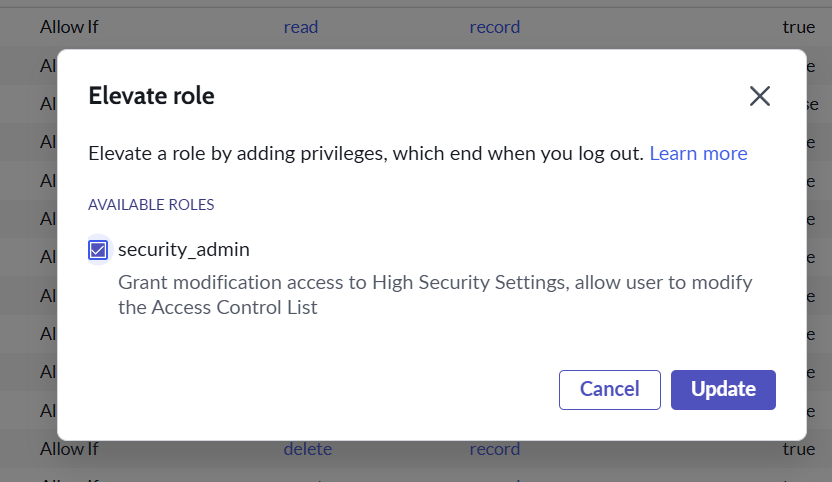 Allow If read record true
Elevate role
Elevate a role by adding privileges, which end when you log out. Learn more
AVAILABLE ROLES
security_admin
Grant modification access to High Security Settings, allow user to modify
the Access Control List
Cancel Update
Allow If delete record true